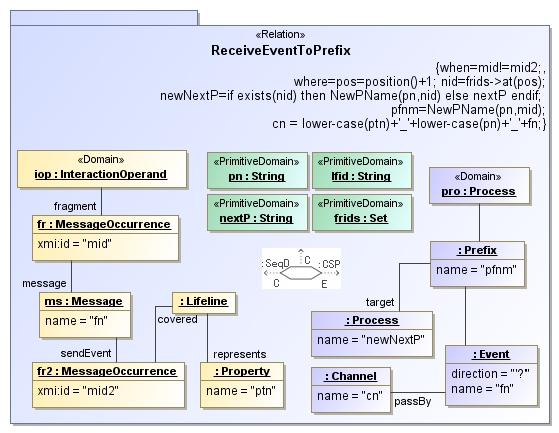 «Relation»
ReceiveEventToPrefix
{when=mid!=mid2;,
where=pos=position()+1; nid=frids->at(pos);
newNextP=if exists(nid) then NewPName(pn,nid) else nextP endif;
pfnm=NewPName(pn,mid);
cn = lower-case(ptn)+'_'+lower-case(pn)+'_'+fn;}
«Domain»
iop : InteractionOperand
«PrimitiveDomain»
pn : String
«PrimitiveDomain»
lfid : String
«Domain»
pro : Process
«PrimitiveDomain»
nextP : String
«PrimitiveDomain»
frids : Set
fragment
fr : MessageOccurrence
xmi:id = "mid"
: Prefix
name = "pfnm"
: SeqD
C
: CSP
C
E
message
ms : Message
name = "fn"
: Lifeline
covered
target
: Process
name = "newNextP"
sendEvent
represents
fr2 : MessageOccurrence
xmi:id = "mid2"
: Property
name = "ptn"
: Channel
name = "cn"
passBy
: Event
direction = "'?'"
name = "fn"